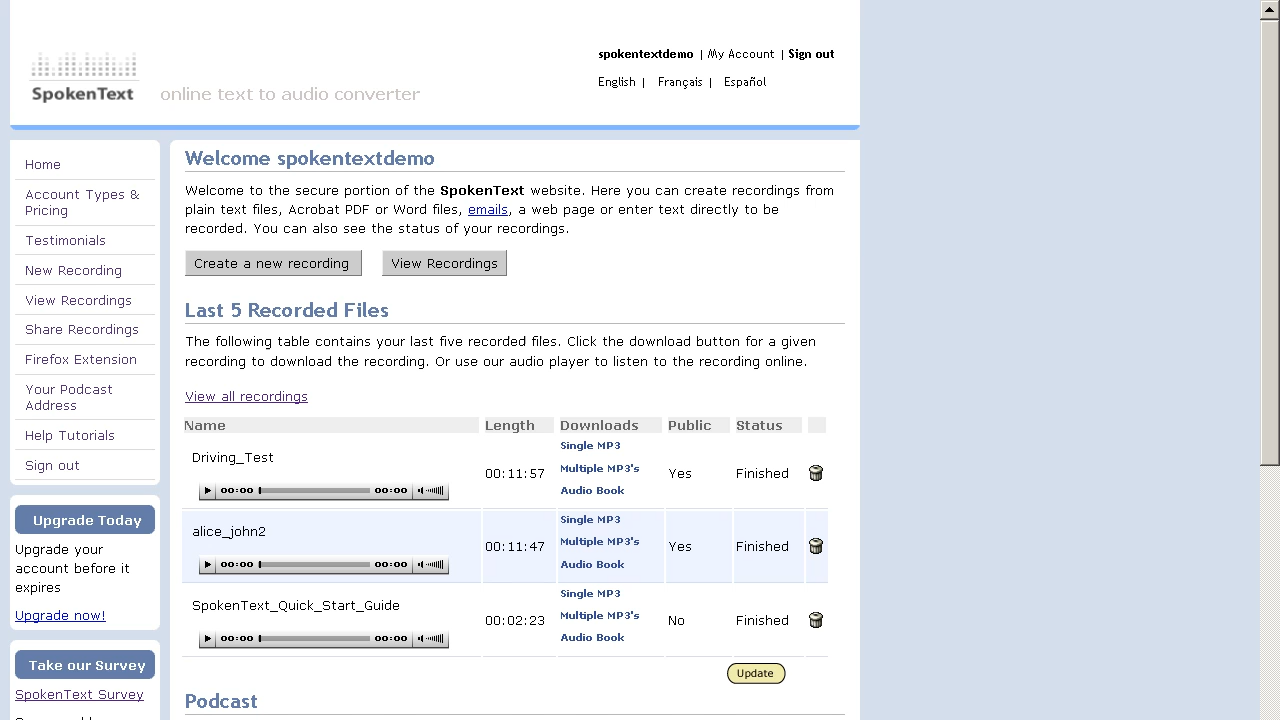 spokentextdemo | My Account | Sign out
English | Français | Español
SpokenText online text to audio converter
Home
Account Types &
Pricing
Testimonials
New Recording
View Recordings
Share Recordings
Firefox Extension
Your Podcast
Address
Help Tutorials
Sign out
Upgrade Today
Upgrade your
account before it
expires
Upgrade now!
Take our Survey
SpokenText Survey
Welcome spokentextdemo
Welcome to the secure portion of the SpokenText website. Here you can create recordings from
plain text files, Acrobat PDF or Word files, emails, a web page or enter text directly to be
recorded. You can also see the status of your recordings.
Create a new recording View Recordings
Last 5 Recorded Files
The following table contains your last five recorded files. Click the download button for a given
recording to download the recording. Or use our audio player to listen to the recording online.
View all recordings
Name Length Downloads Public Status
Single MP3
Driving_Test
Multiple MP3's
00:11:57 Yes Finished
00:00 00:00 Audio Book
Single MP3
alice_john2
Multiple MP3's
00:11:47 Yes Finished
00:00 00:00 Audio Book
Single MP3
SpokenText_Quick_Start_Guide
Multiple MP3's
00:02:23 No Finished
00:00 00:00 Audio Book
Update
Podcast